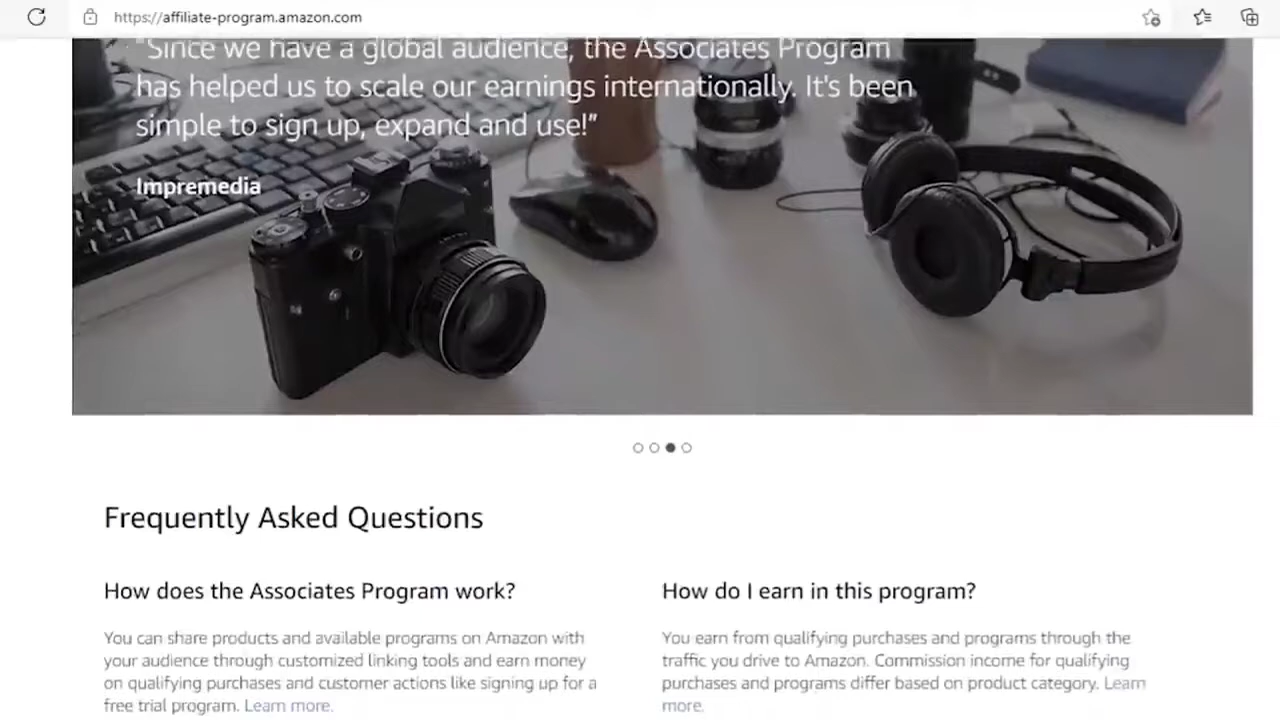 https://affiliate-program.amazon.com
"Since we have a global audience, the Associates Program
has helped us to scale our earnings internationally. It's been
simple to sign up, expand and use!”
Impremedia
Frequently Asked Questions
How does the Associates Program work?
You can share products and available programs on Amazon with
your audience through customized linking tools and earn money
on qualifying purchases and customer actions like signing up for a
free trial program. Learn more.
How do I earn in this program?
You earn from qualifying purchases and programs through the
traffic you drive to Amazon. Commission income for qualifying
purchases and programs differ based on product category. Learn
more.